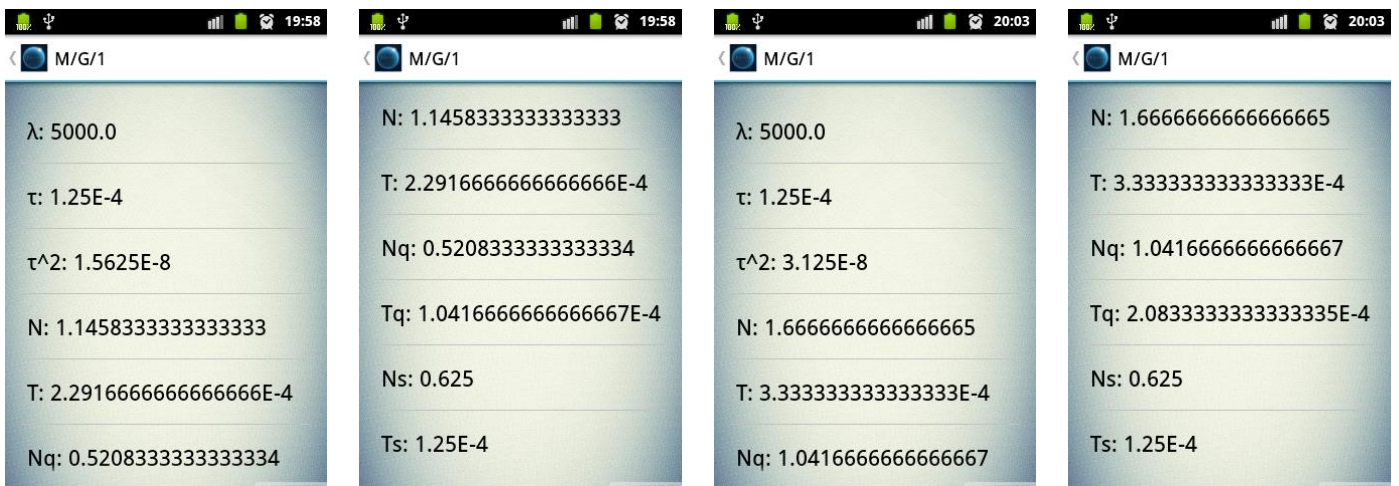 100%
19:58
M/G/1
λ: 5000.0
τ: 1.25E-4
τ^2: 1.5625E-8
N: 1.1458333333333333
T: 2.2916666666666666E-4
Nq: 0.5208333333333334
100%
19:58
M/G/1
N: 1.1458333333333333
T: 2.2916666666666666E-4
Nq: 0.5208333333333334
Tq: 1.0416666666666667E-4
Ns: 0.625
Ts: 1.25E-4
100%
20:03
M/G/1
λ: 5000.0
τ: 1.25E-4
τ^2: 3.125E-8
N: 1.6666666666666665
T: 3.333333333333333E-4
Nq: 1.0416666666666667
100%
20:03
M/G/1
N: 1.6666666666666665
T: 3.333333333333333E-4
Nq: 1.0416666666666667
Tq: 2.0833333333333335E-4
Ns: 0.625
Ts: 1.25E-4